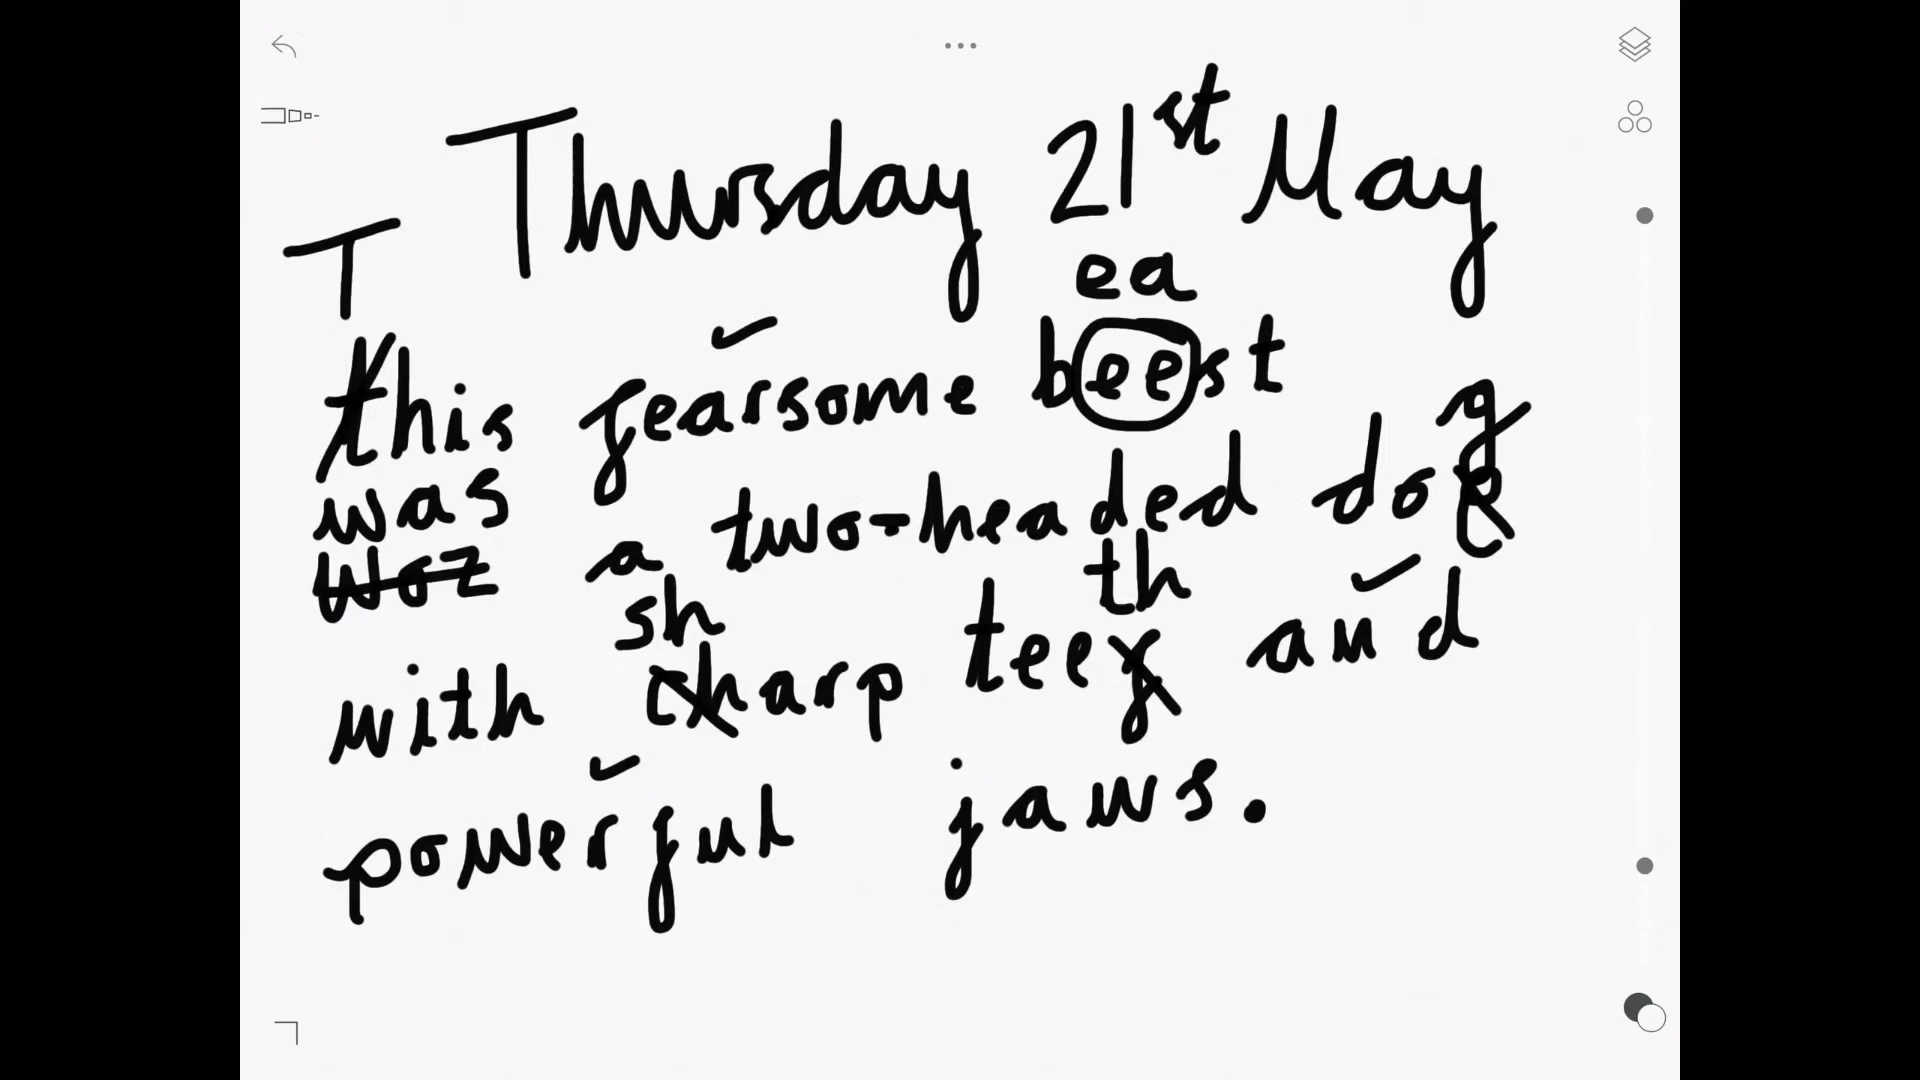 Thursday 21st May
T ea
this fearsome beest
was g
woz a two-headed dog
sh th
with charp teef and
powerful jaws.